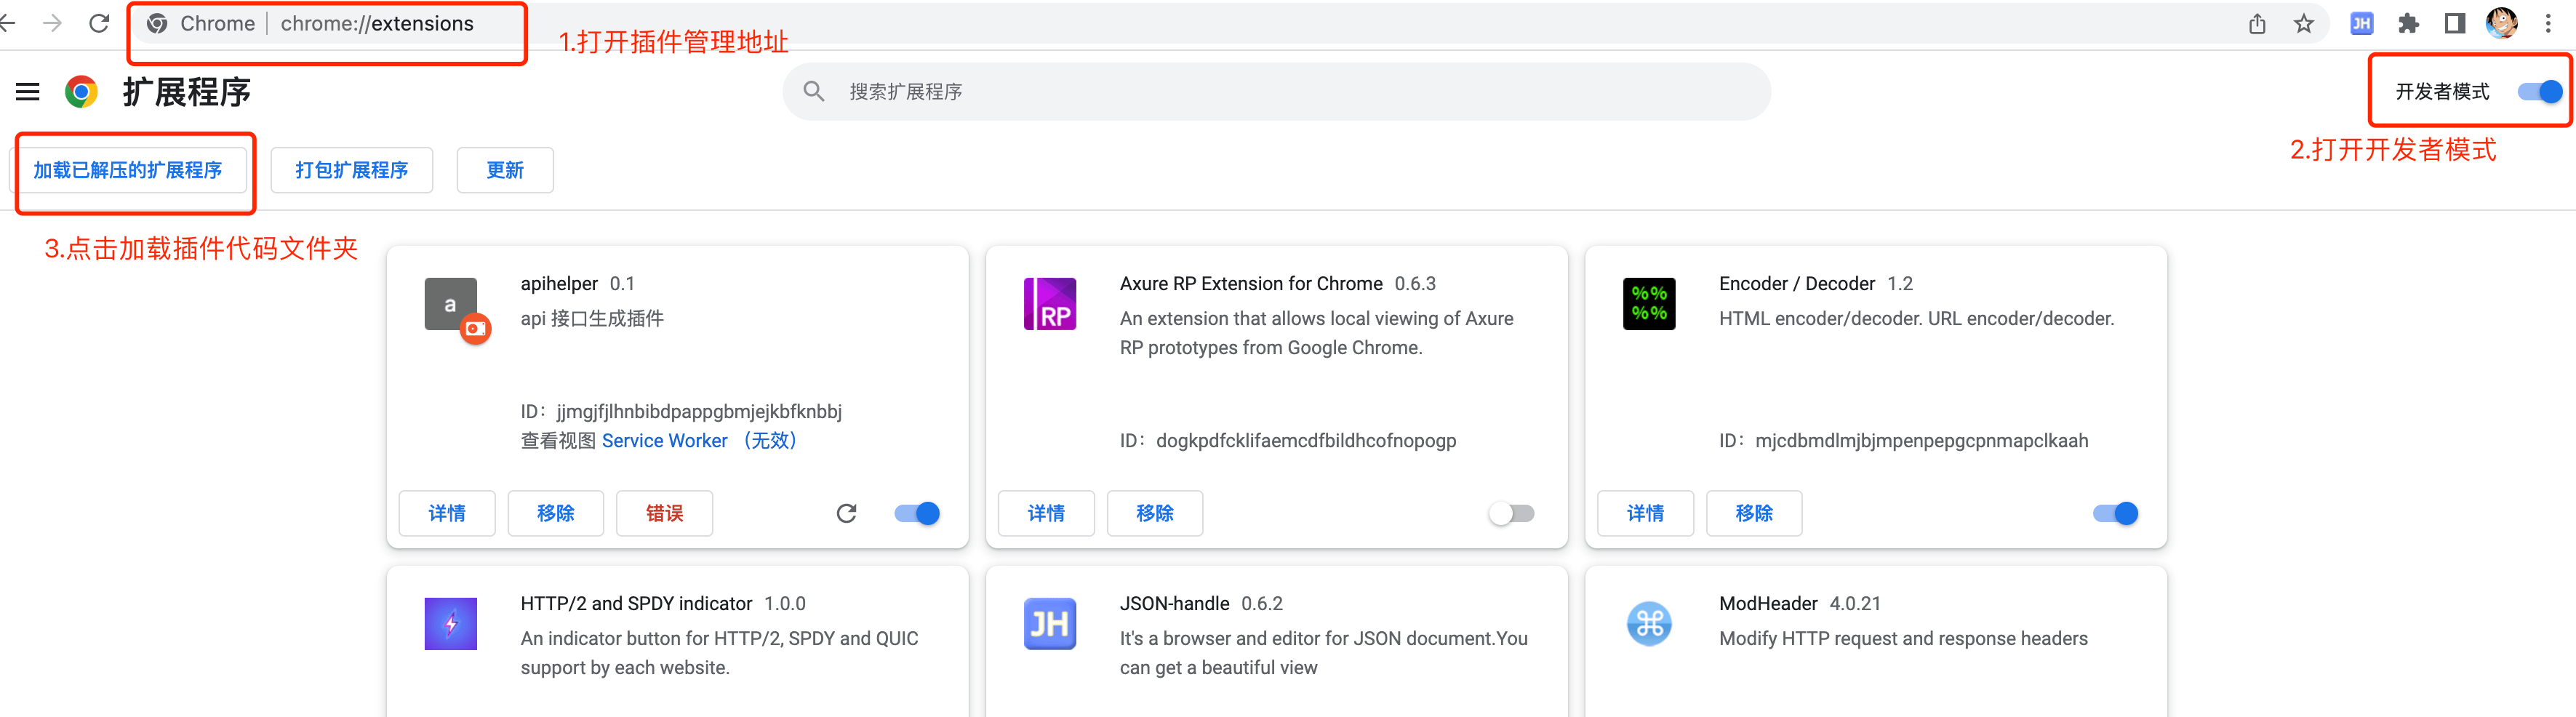 Chrome | chrome://extensions
1.打开插件管理地址
JH
扩展程序
搜索扩展程序
开发者模式
2.打开开发者模式
加载已解压的扩展程序
打包扩展程序
更新
3.点击加载插件代码文件夹
a
apihelper 0.1
api 接口生成插件
ID：jjmgjfjlhnbibdpappgbmjejkbfknbbj
查看视图 Service Worker （无效）
详情
移除
错误
RP
Axure RP Extension for Chrome 0.6.3
An extension that allows local viewing of Axure
RP prototypes from Google Chrome.
ID：dogkpdfcklifaemcdfbildhcofnopogp
详情
移除
%%
%%
Encoder / Decoder 1.2
HTML encoder/decoder. URL encoder/decoder.
ID：mjcdbmdlmjbjmpenpepgcpnmapclkaah
详情
移除
HTTP/2 and SPDY indicator 1.0.0
An indicator button for HTTP/2, SPDY and QUIC
support by each website.
JH
JSON-handle 0.6.2
It's a browser and editor for JSON document.You
can get a beautiful view
ModHeader 4.0.21
Modify HTTP request and response headers